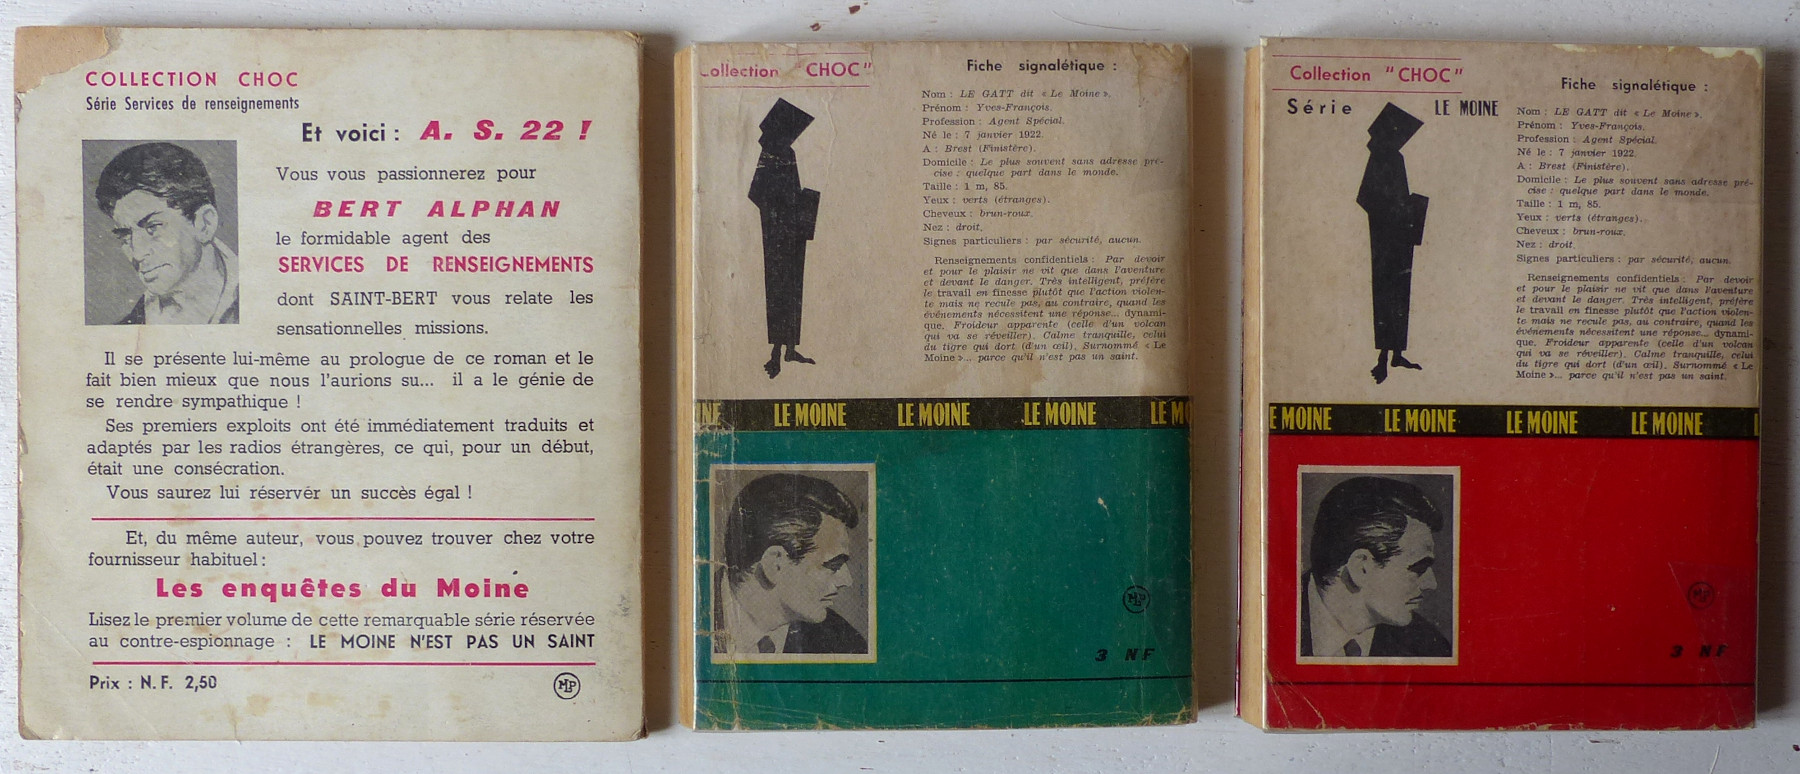 COLLECTION CHOC
Série Services de renseignements
Et voici : A. S. 22 !
Vous vous passionnerez pour
BERT ALPHAN
le formidable agent des
SERVICES DE RENSEIGNEMENTS
dont SAINT-BERT vous relate les
sensationnelles missions.
Il se présente lui-même au prologue de ce roman et le
fait bien mieux que nous l'aurions su... il a le génie de
se rendre sympathique !
Ses premiers exploits ont été immédiatement traduits et
adaptés par les radios étrangères, ce qui, pour un début,
était une consécration.
Vous saurez lui réserver un succès égal !
Et, du même auteur, vous pouvez trouver chez votre
fournisseur habituel :
Les enquêtes du Moine
Lisez le premier volume de cette remarquable série réservée
au contre-espionnage : LE MOINE N'EST PAS UN SAINT
Prix : N.F. 2,50
MP
Collection "CHOC"
Fiche signalétique :
Nom : LE GATT dit « Le Moine ».
Prénom : Yves-François.
Profession : Agent Spécial.
Né le : 7 janvier 1922.
A : Brest (Finistère).
Domicile : Le plus souvent sans adresse pré-
cise : quelque part dans le monde.
Taille : 1 m, 85.
Yeux : verts (étranges).
Cheveux : brun-roux.
Nez : droit.
Signes particuliers : par sécurité, aucun.
Renseignements confidentiels : Par devoir
et pour le plaisir ne vit que dans l'aventure
et devant le danger. Très intelligent, préfère
le travail en finesse plutôt que l'action violen-
te mais ne recule pas, au contraire, quand les
événements nécessitent une réponse... dynami-
que. Froideur apparente (celle d'un volcan
qui va se réveiller). Calme tranquille, celui
du tigre qui dort (d'un œil). Surnommé « Le
Moine »... parce qu'il n'est pas un saint.
INE LE MOINE LE MOINE LE MOINE LE MO
MP
3 NF
Collection "CHOC"
Série LE MOINE
Fiche signalétique :
Nom : LE GATT dit « Le Moine ».
Prénom : Yves-François.
Profession : Agent Spécial.
Né le : 7 janvier 1922.
A : Brest (Finistère).
Domicile : Le plus souvent sans adresse pré-
cise : quelque part dans le monde.
Taille : 1 m, 85.
Yeux : verts (étranges).
Cheveux : brun-roux.
Nez : droit.
Signes particuliers : par sécurité, aucun.
Renseignements confidentiels : Par devoir
et pour le plaisir ne vit que dans l'aventure
et devant le danger. Très intelligent, préfère
le travail en finesse plutôt que l'action violen-
te mais ne recule pas, au contraire, quand les
événements nécessitent une réponse... dynami-
que. Froideur apparente (celle d'un volcan
qui va se réveiller). Calme tranquille, celui
du tigre qui dort (d'un œil). Surnommé « Le
Moine »... parce qu'il n'est pas un saint.
E MOINE LE MOINE LE MOINE LE MOINE L
MP
3 NF